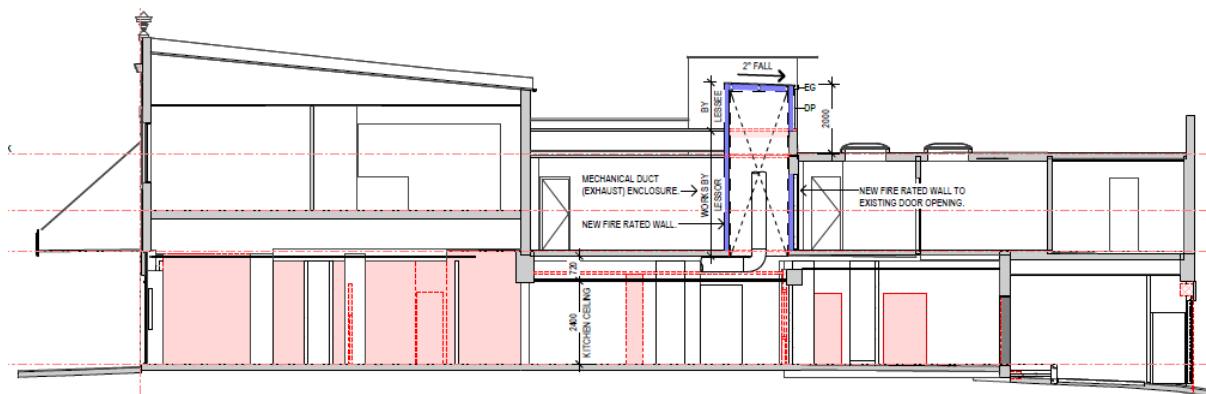 2° FALL
EG
DP
BY
LESSEE
2000
MECHANICAL DUCT
(EXHAUST) ENCLOSURE.
WORKS BY
LESSOR
NEW FIRE RATED WALL TO
EXISTING DOOR OPENING.
NEW FIRE RATED WALL.
720
2400
KITCHEN CEILING